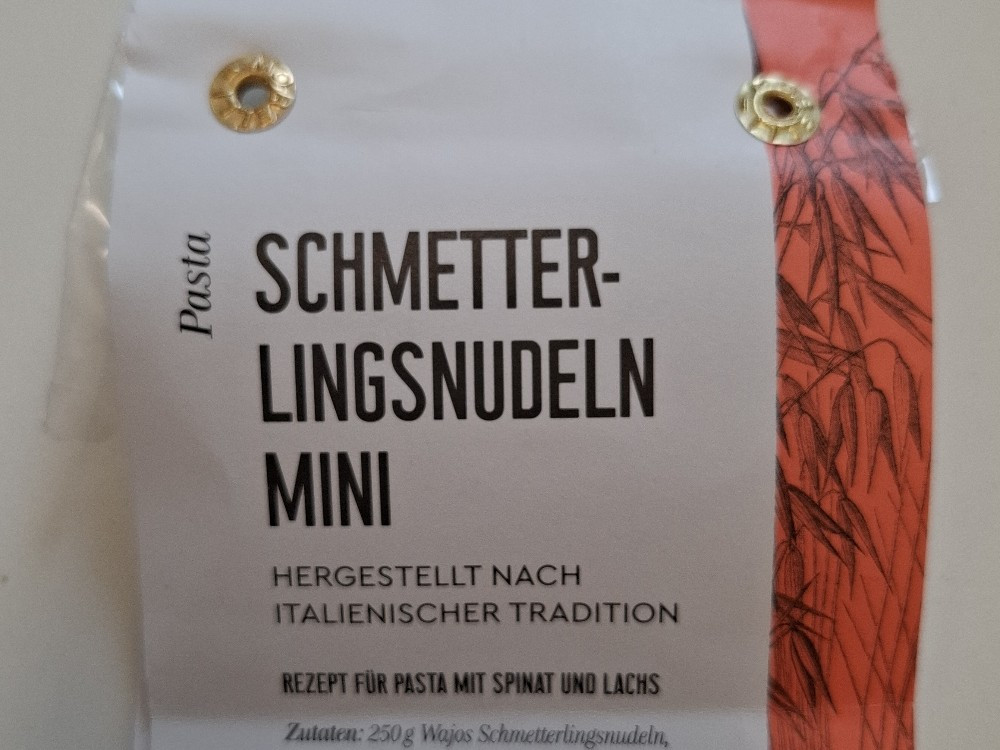 Pasta
SCHMETTER-
LINGSNUDELN
MINI
HERGESTELLT NACH
ITALIENISCHER TRADITION
REZEPT FÜR PASTA MIT SPINAT UND LACHS
Zutaten: 250 g Wajos Schmetterlingsnudeln,